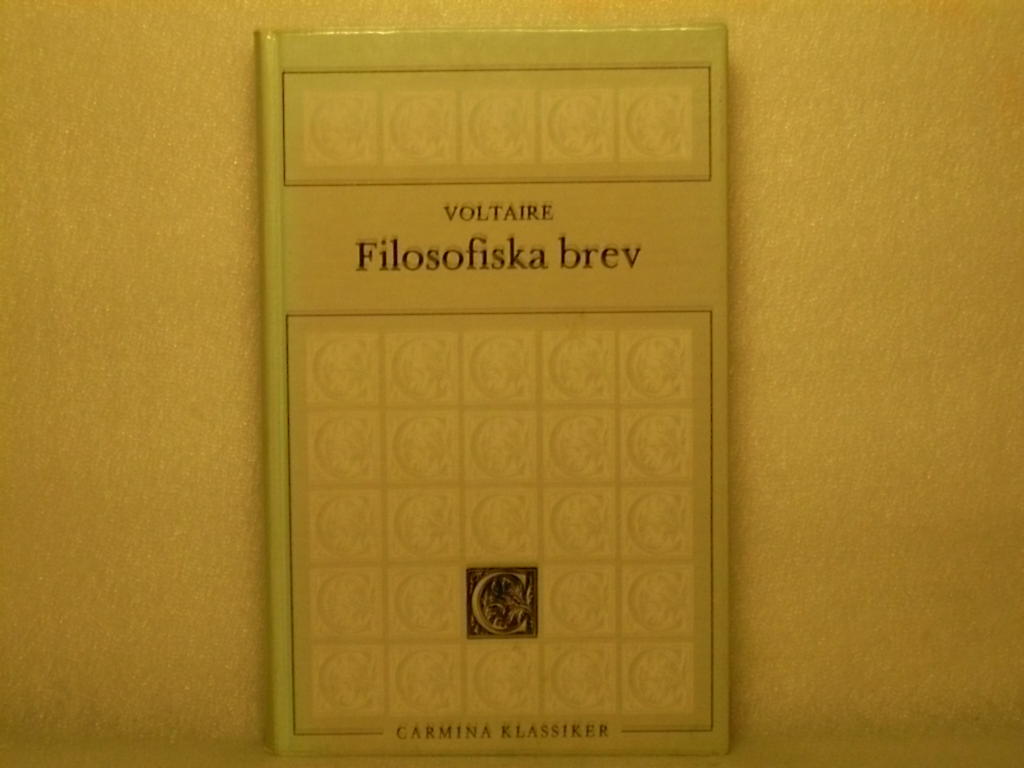 VOLTAIRE
Filosofiska brev
C
CARMINA KLASSIKER